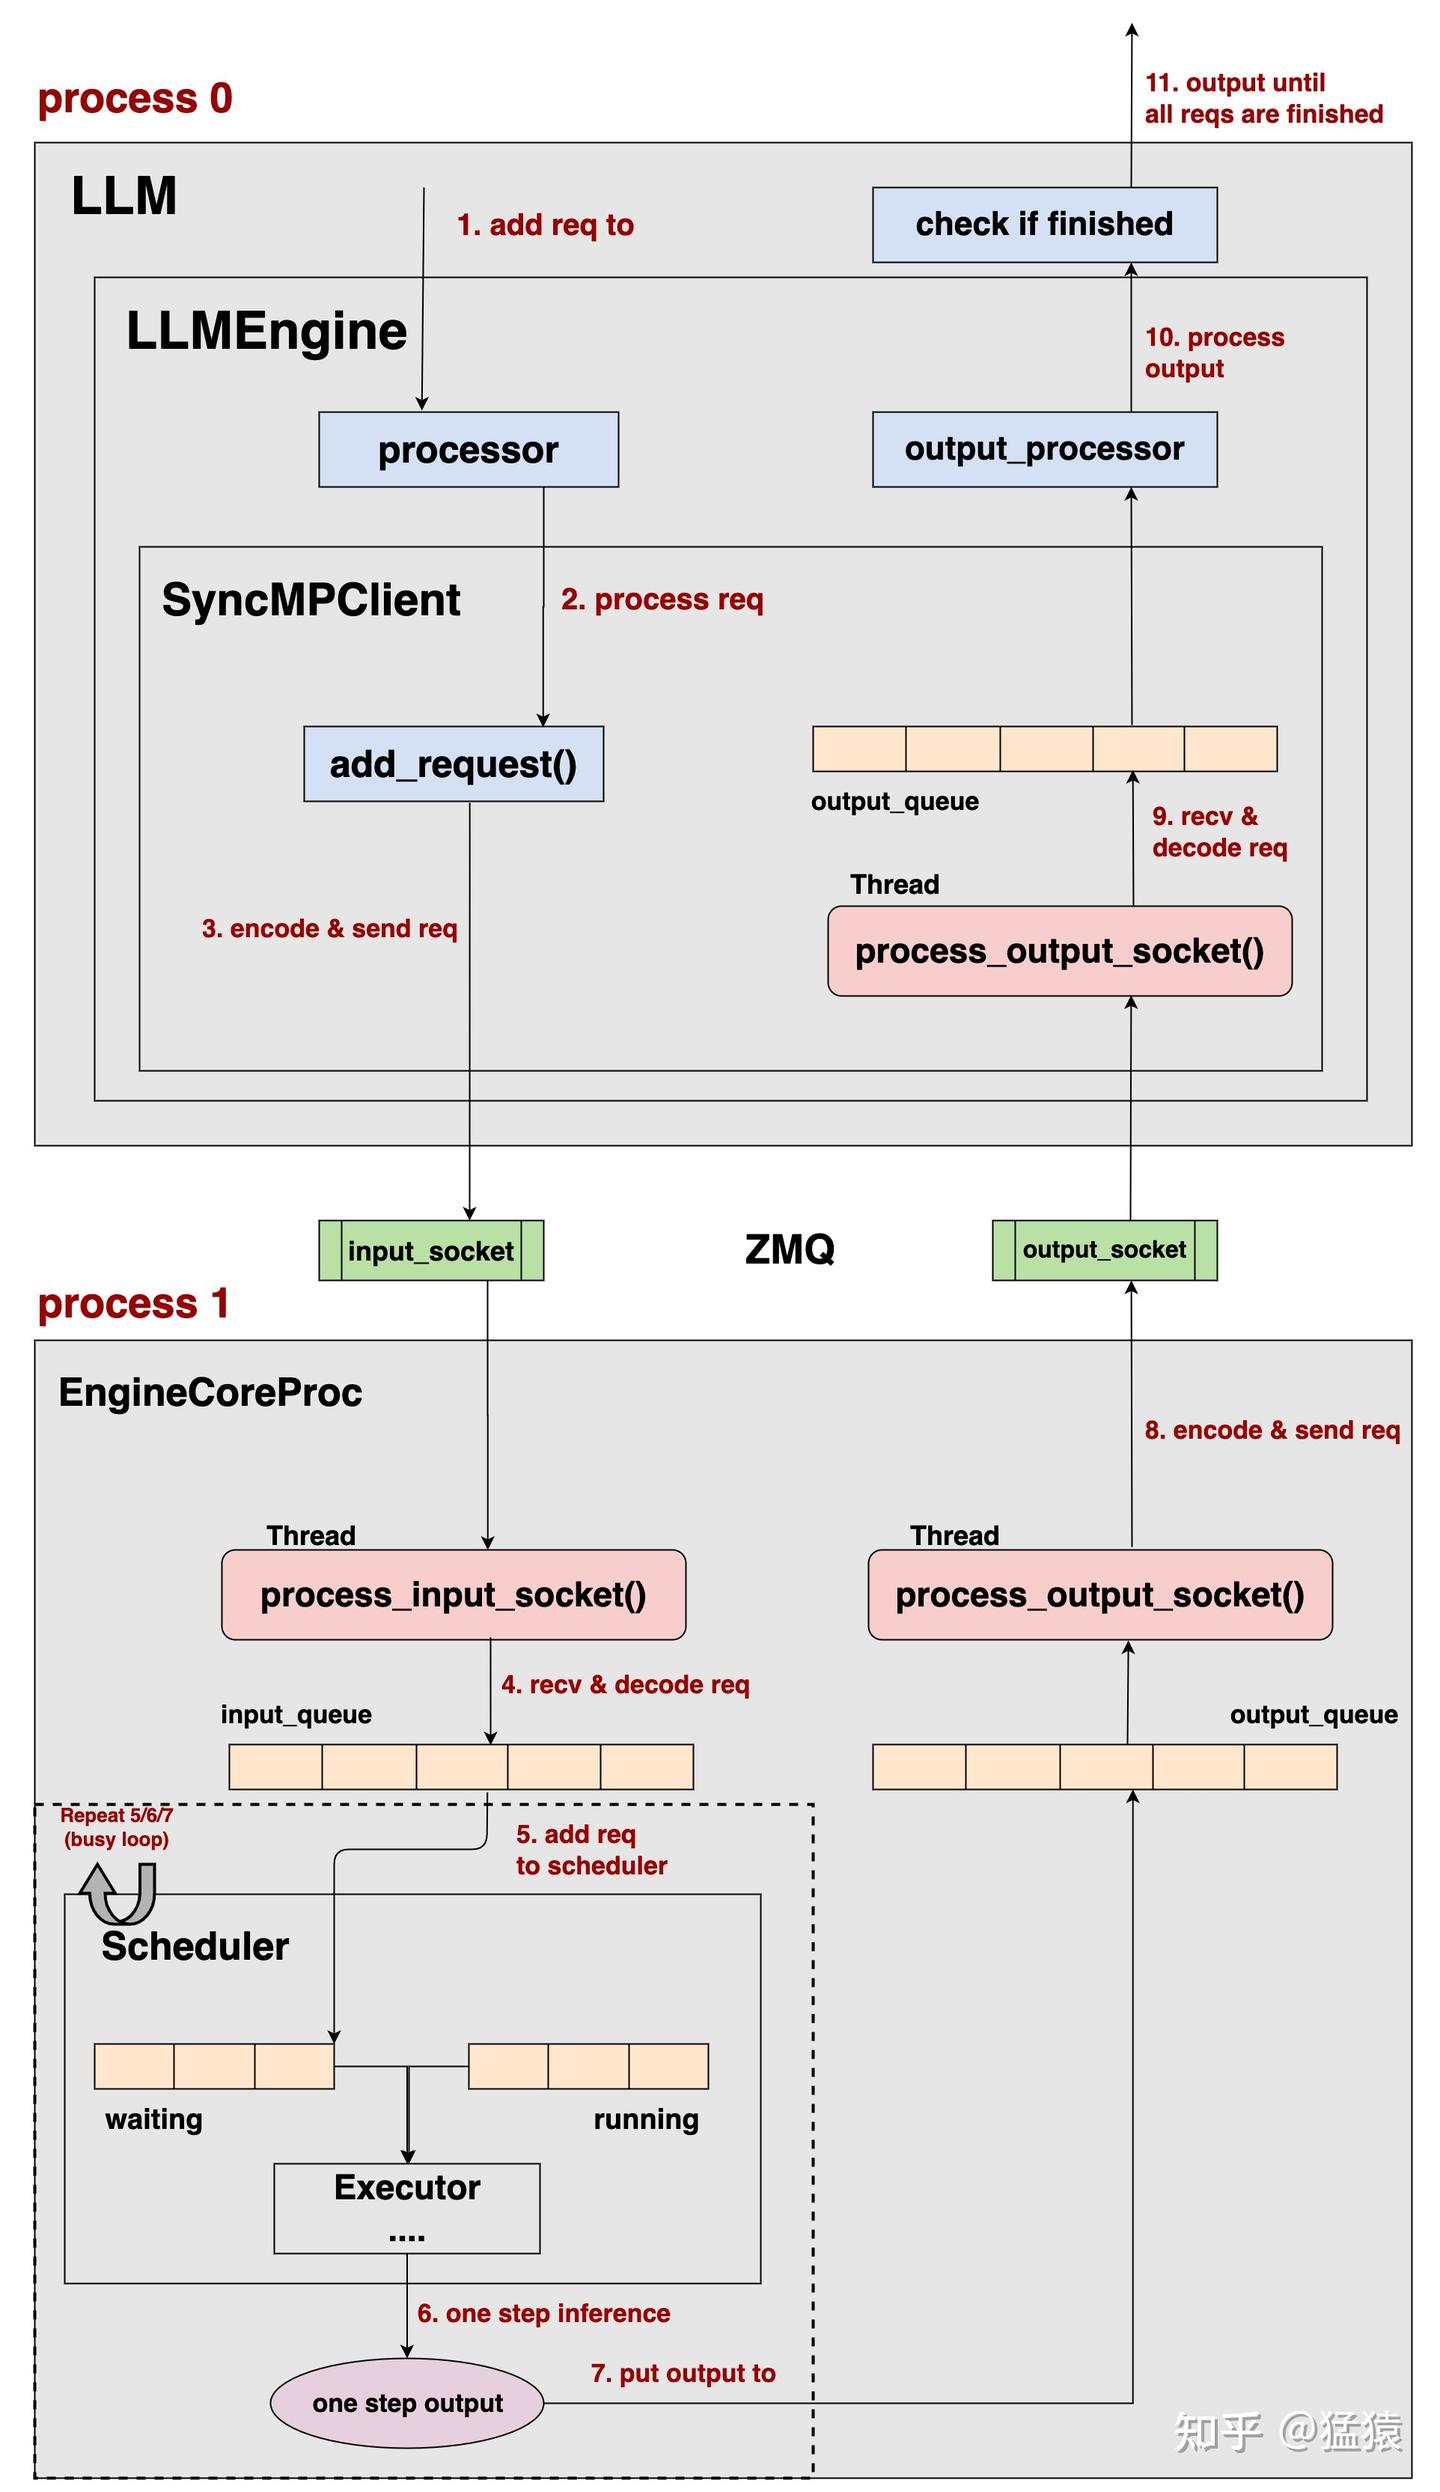 11. output until
all reqs are finished
process 0
LLM
1. add req to
check if finished
LLMEngine
10. process
output
processor
output_processor
SyncMPClient
2. process req
add_request()
output_queue
9. recv &
decode req
Thread
3. encode & send req
process_output_socket()
input_socket
ZMQ
output_socket
process 1
EngineCoreProc
8. encode & send req
Thread
Thread
process_input_socket()
process_output_socket()
4. recv & decode req
input_queue
output_queue
Repeat 5/6/7
(busy loop)
5. add req
to scheduler
Scheduler
waiting
running
Executor
....
6. one step inference
7. put output to
one step output
知乎 @猛猿